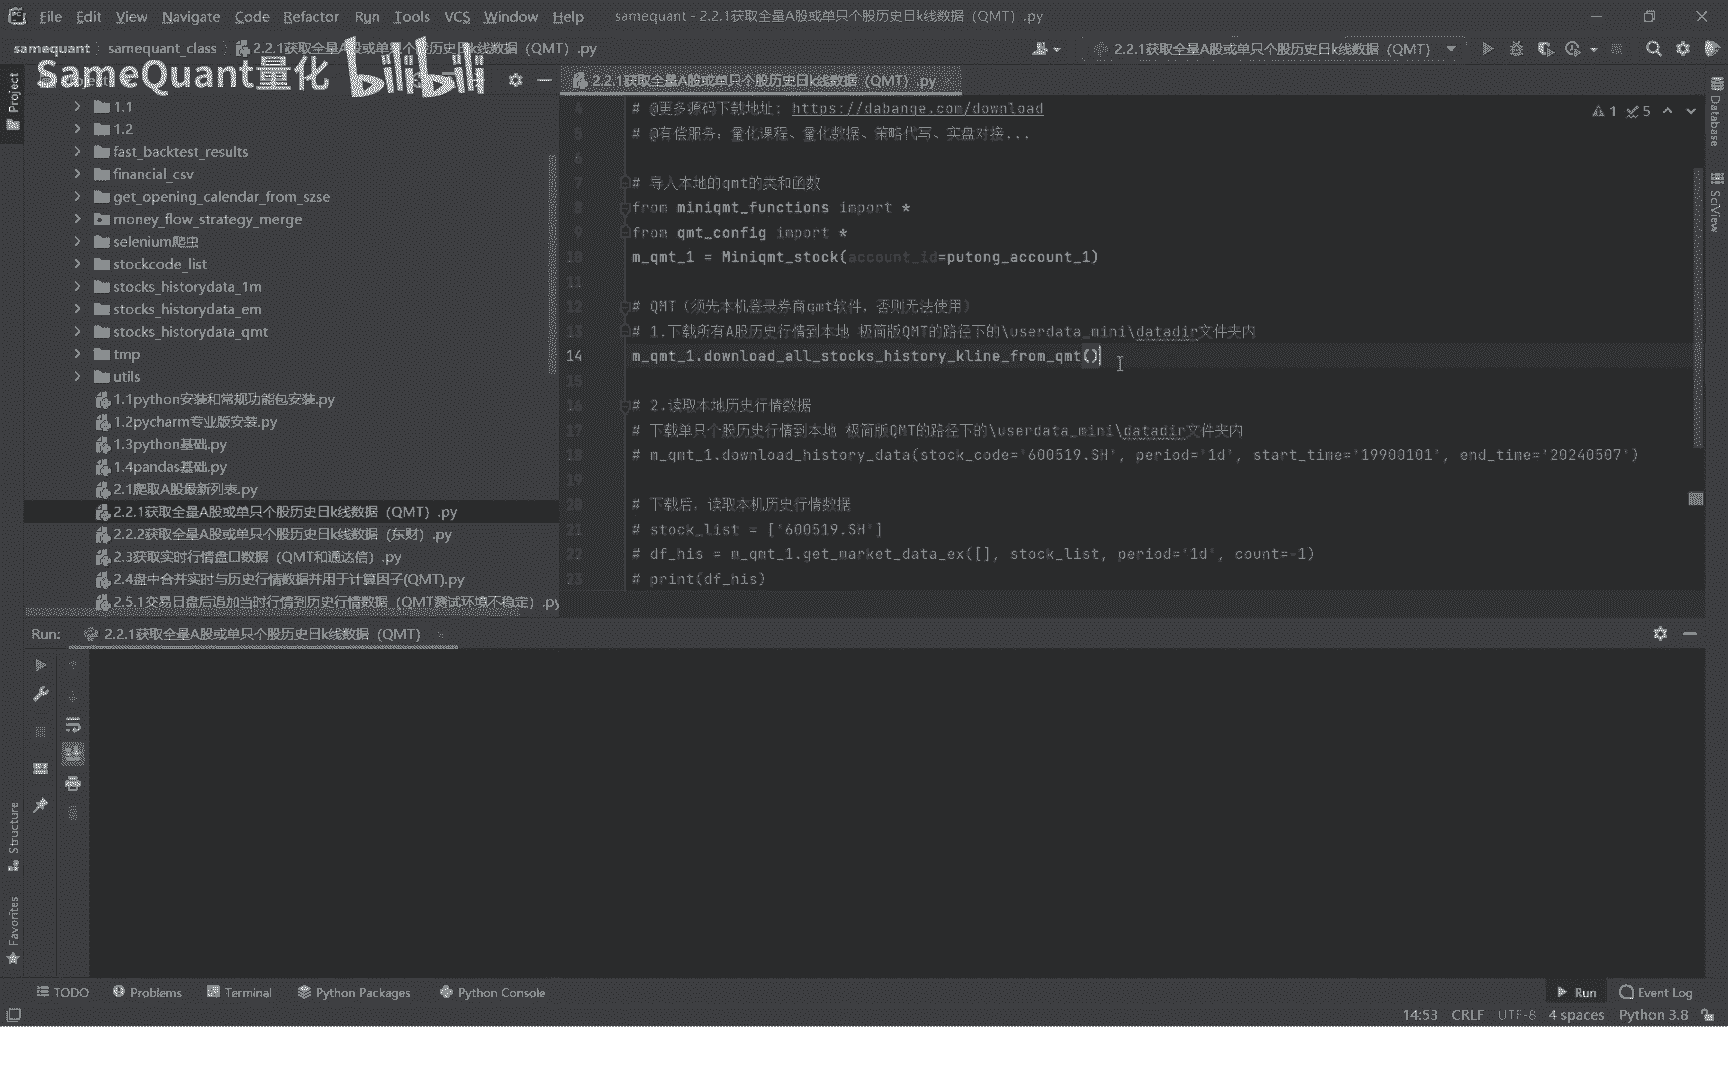 File Edit View Navigate Code Refactor Run Tools VCS Window Help samequant - 2.2.1获取全量A股或单只个股历史日k线数据（QMT）.py
samequant samequant_class 2.2.1获取全量A股或单只个股历史日k线数据（QMT）.py 2.2.1获取全量A股或单只个股历史日k线数据（QMT）
SameQuant量化 bilibili
2.2.1获取全量A股或单只个股历史日k线数据（QMT）.py
Project
1.1
1.2
fast_backtest_results
financial_csv
get_opening_calendar_from_szse
money_flow_strategy_merge
selenium爬虫
stockcode_list
stocks_historydata_1m
stocks_historydata_em
stocks_historydata_qmt
tmp
utils
1.1python安装和常规功能包安装.py
1.2pycharm专业版安装.py
1.3python基础.py
1.4pandas基础.py
2.1爬取A股最新列表.py
2.2.1获取全量A股或单只个股历史日k线数据（QMT）.py
2.2.2获取全量A股或单只个股历史日k线数据（东财）.py
2.3获取实时行情盘口数据（QMT和通达信）.py
2.4盘中合并实时与历史行情数据并用于计算因子(QMT).py
2.5.1交易日盘后追加当时行情到历史行情数据（QMT测试环境不稳定）.py
4 # @更多源码下载地址: https://dabange.com/download
5 # @有偿服务: 量化课程、量化数据、策略代写、实盘对接...
6
7 # 导入本地的qmt的类和函数
8 from miniqmt_functions import *
9 from qmt_config import *
10 m_qmt_1 = Miniqmt_stock(account_id=putong_account_1)
11
12 # QMT（须先本机登录券商qmt软件，否则无法使用）
13 # 1.下载所有A股历史行情到本地 极简版QMT的路径下的\userdata_mini\datadir文件夹内
14 m_qmt_1.download_all_stocks_history_kline_from_qmt()
15
16 # 2.读取本地历史行情数据
17 # 下载单只个股历史行情到本地 极简版QMT的路径下的\userdata_mini\datadir文件夹内
18 # m_qmt_1.download_history_data(stock_code='600519.SH', period='1d', start_time='19900101', end_time='20240507')
19
20 # 下载后，读取本机历史行情数据
21 # stock_list = ['600519.SH']
22 # df_his = m_qmt_1.get_market_data_ex([], stock_list, period='1d', count=-1)
23 # print(df_his)
1 5
Database
SciView
Run: 2.2.1获取全量A股或单只个股历史日k线数据（QMT）
Structure
Favorites
TODO Problems Terminal Python Packages Python Console Run Event Log
14:53 CRLF UTF-8 4 spaces Python 3.8